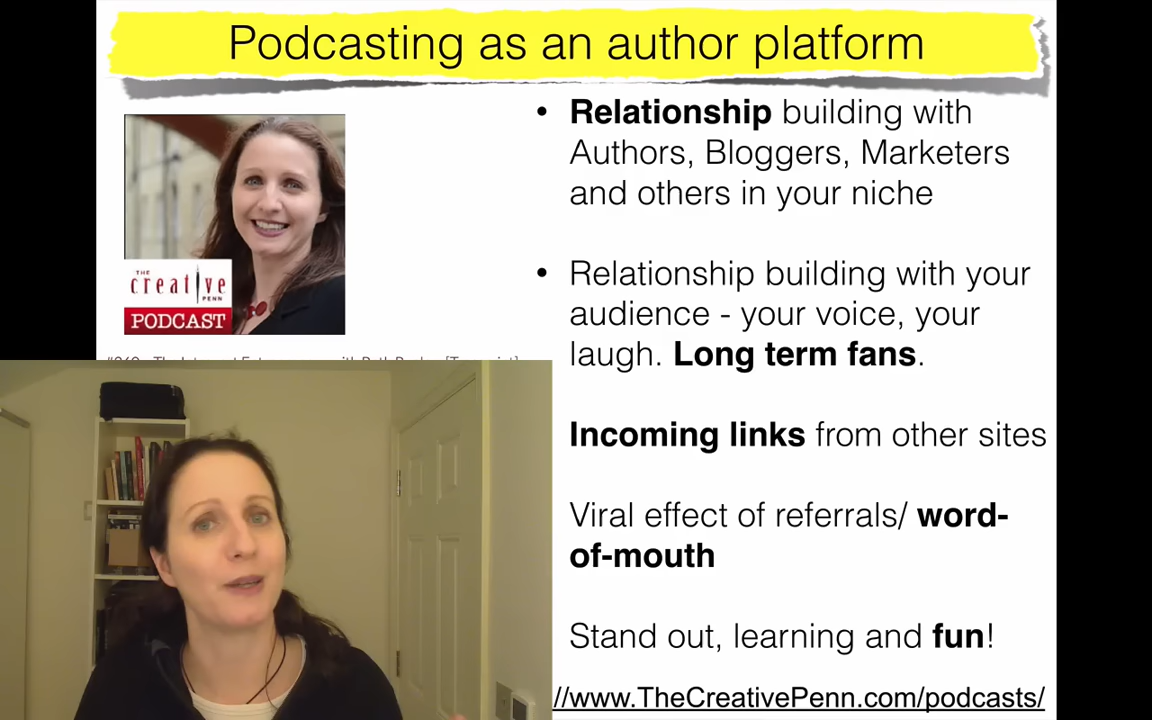 Podcasting as an author platform
• Relationship building with
Authors, Bloggers, Marketers
and others in your niche
THE
creative
PENN
PODCAST
• Relationship building with your
audience - your voice, your
laugh. Long term fans.
Incoming links from other sites
Viral effect of referrals/ word-
of-mouth
Stand out, learning and fun!
//www.TheCreativePenn.com/podcasts/